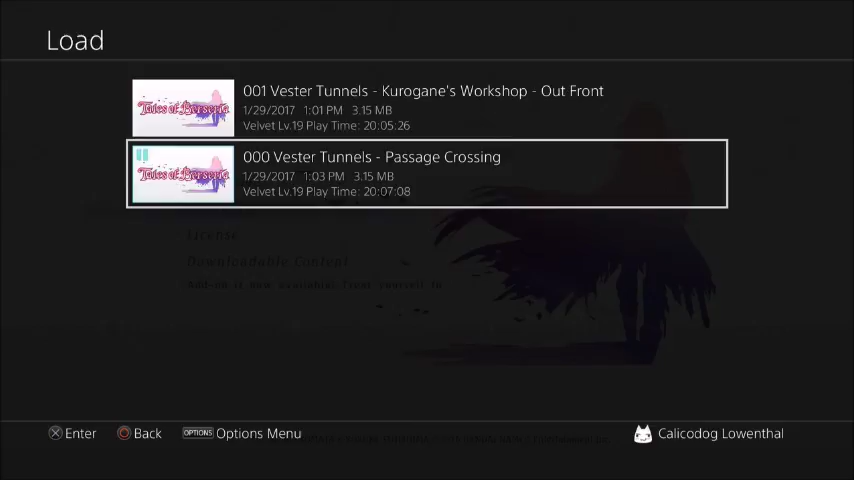 Load
Tales of Berseria
001 Vester Tunnels - Kurogane's Workshop - Out Front
1/29/2017 1:01 PM 3.15 MB
Velvet Lv.19 Play Time: 20:05:26
Tales of Berseria
000 Vester Tunnels - Passage Crossing
1/29/2017 1:03 PM 3.15 MB
Velvet Lv.19 Play Time: 20:07:08
License
Downloadable Content
Enter
Back
OPTIONS Options Menu
Calicodog Lowenthal